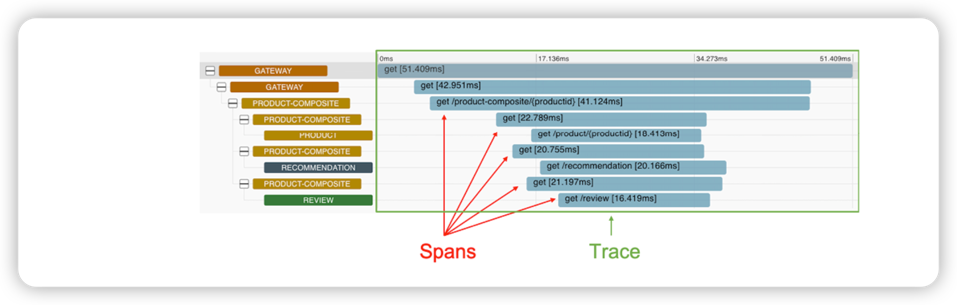 0ms 17.136ms 34.273ms 51.409ms
GATEWAY get [51.409ms]
GATEWAY get [42.951ms]
PRODUCT-COMPOSITE get /product-composite/{productid} [41.124ms]
PRODUCT-COMPOSITE get [22.789ms]
PRODUCT get /product/{productid} [18.413ms]
PRODUCT-COMPOSITE get [20.755ms]
RECOMMENDATION get /recommendation [20.166ms]
PRODUCT-COMPOSITE get [21.197ms]
REVIEW get /review [16.419ms]
Spans Trace